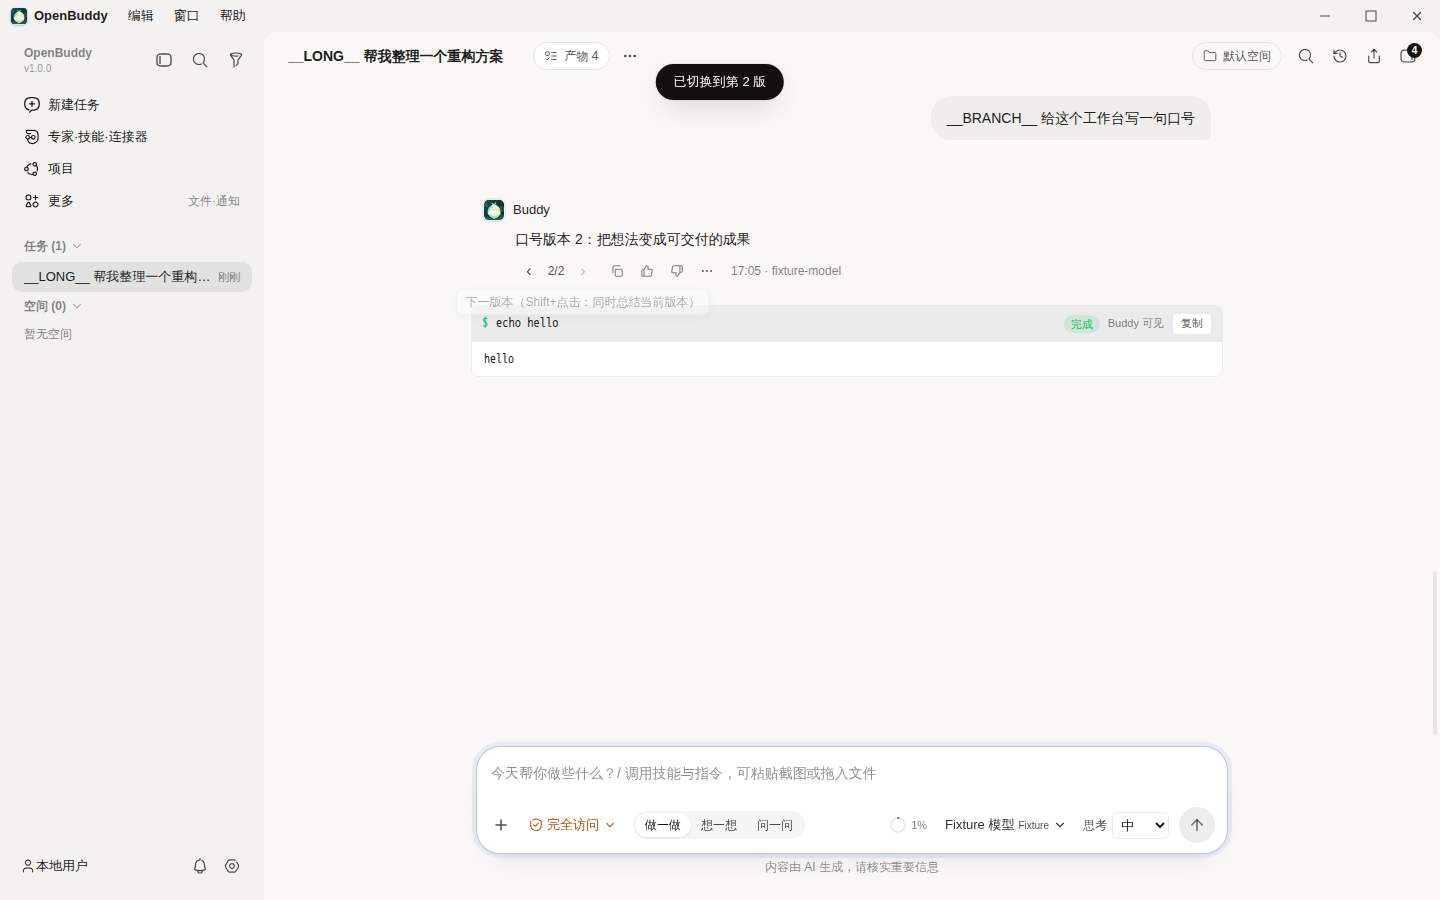 OpenBuddy 编辑 窗口 帮助
OpenBuddy
v1.0.0
新建任务
专家·技能·连接器
项目
更多 文件·通知
任务 (1)
__LONG__ 帮我整理一个重构… 刚刚
空间 (0)
暂无空间
本地用户
__LONG__ 帮我整理一个重构方案 产物 4 默认空间 4
已切换到第 2 版
__BRANCH__ 给这个工作台写一句口号
Buddy
口号版本 2：把想法变成可交付的成果
2/2 17:05 · fixture-model
下一版本（Shift+点击：同时总结当前版本）
$ echo hello 完成 Buddy 可见 复制
hello
今天帮你做些什么？/ 调用技能与指令，可粘贴截图或拖入文件
完全访问 做一做 想一想 问一问 1% Fixture 模型 Fixture 思考 中
内容由 AI 生成，请核实重要信息